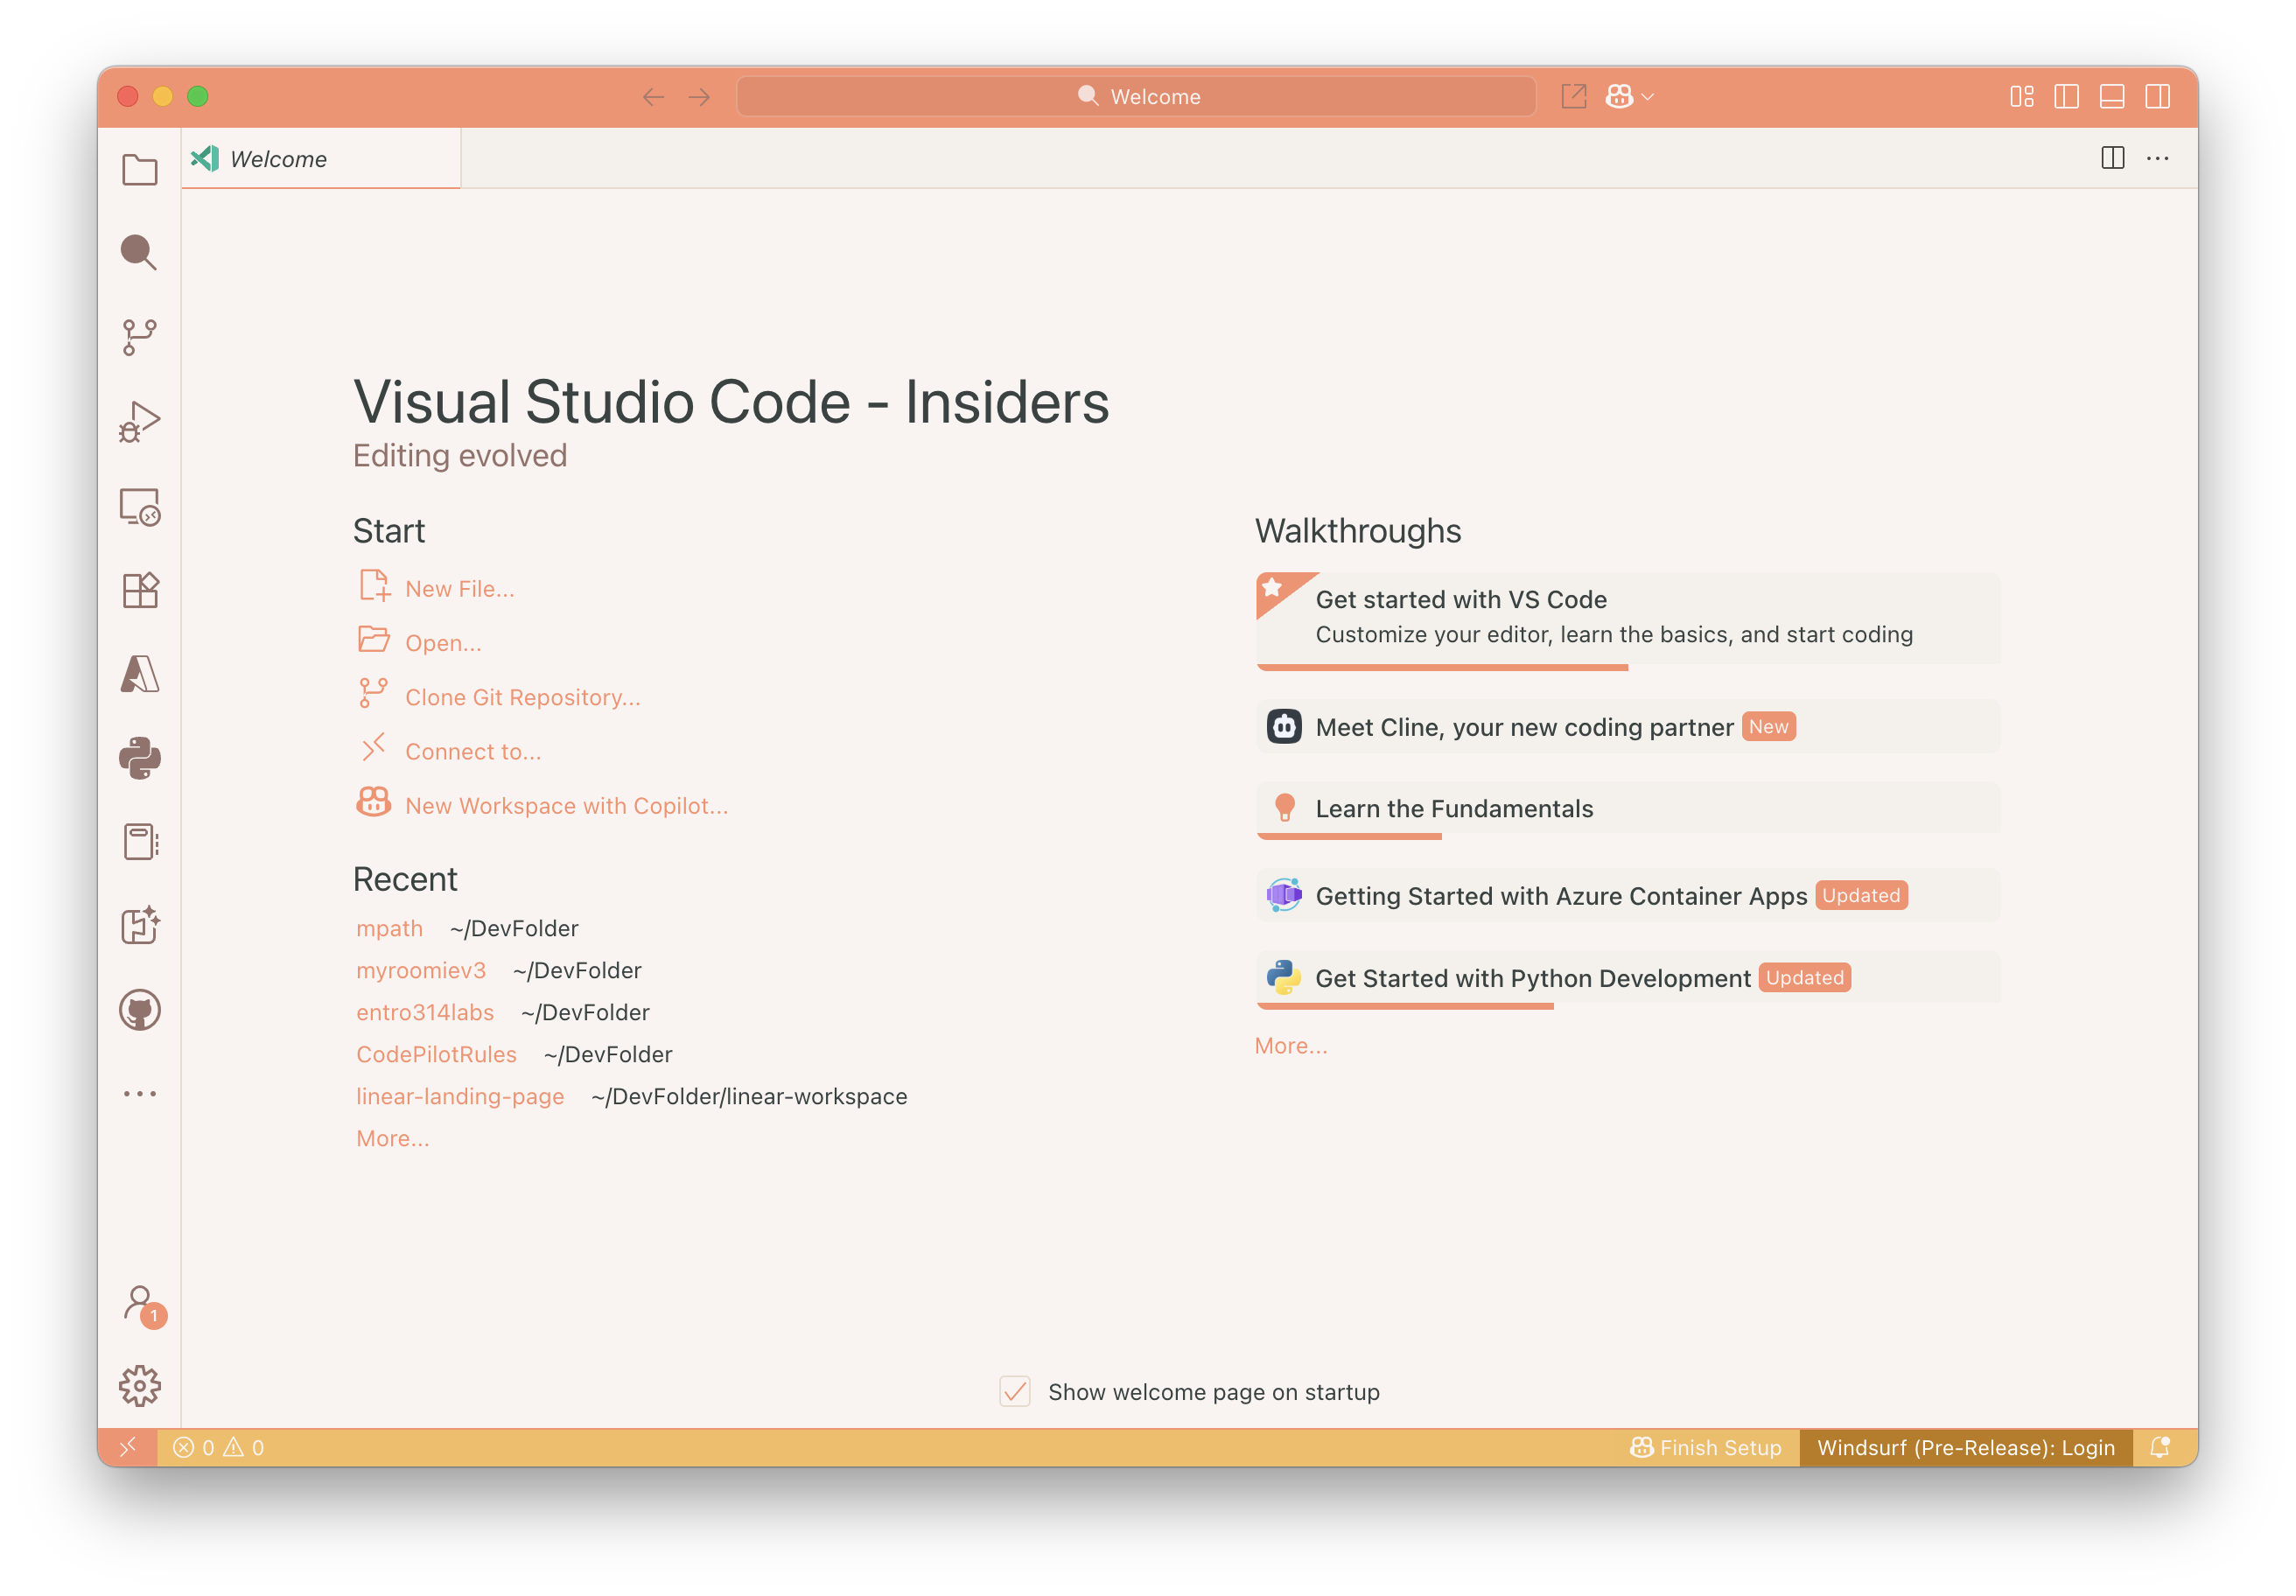 Welcome
Welcome
Visual Studio Code - Insiders
Editing evolved
Start
New File...
Open...
Clone Git Repository...
Connect to...
New Workspace with Copilot...
Recent
mpath ~/DevFolder
myroomiev3 ~/DevFolder
entro314labs ~/DevFolder
CodePilotRules ~/DevFolder
linear-landing-page ~/DevFolder/linear-workspace
More...
Walkthroughs
Get started with VS Code
Customize your editor, learn the basics, and start coding
Meet Cline, your new coding partner New
Learn the Fundamentals
Getting Started with Azure Container Apps Updated
Get Started with Python Development Updated
More...
1
Show welcome page on startup
0 0 Finish Setup Windsurf (Pre-Release): Login